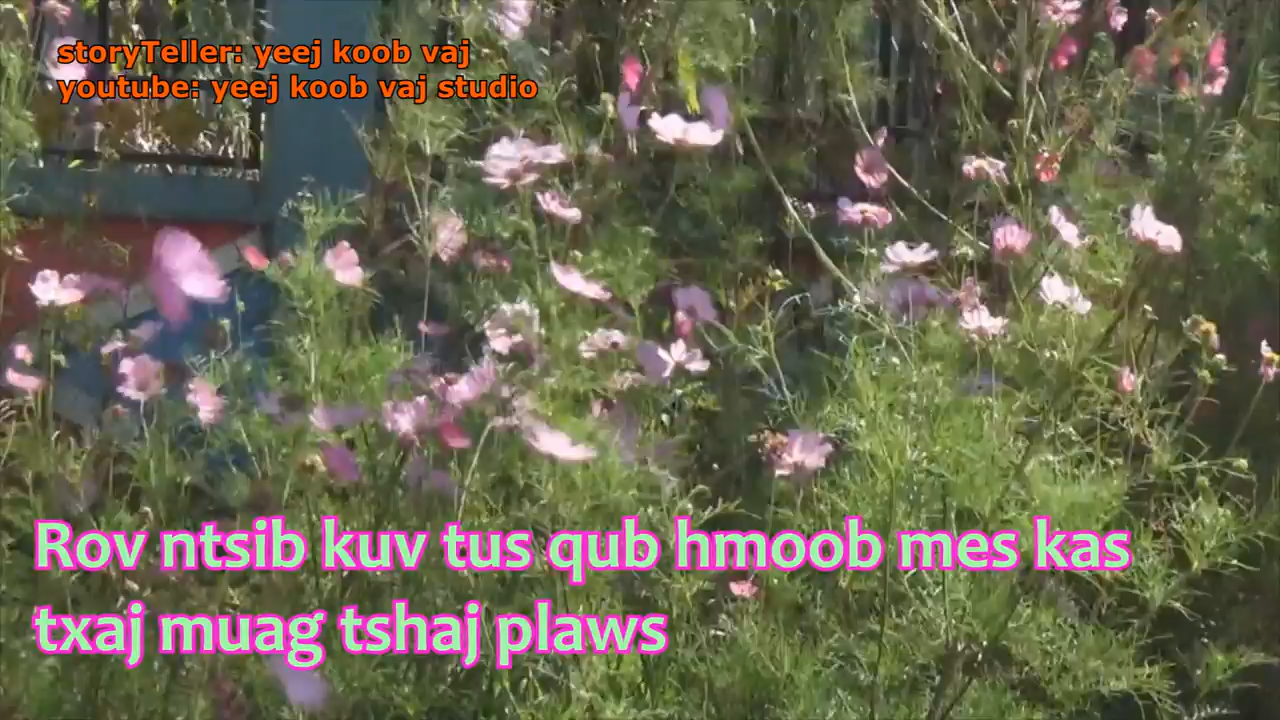 storyTeller: yeej koob vaj
youtube: yeej koob vaj studio
Rov ntsib kuv tus qub hmoob mes kas
txaj muag tshaj plaws